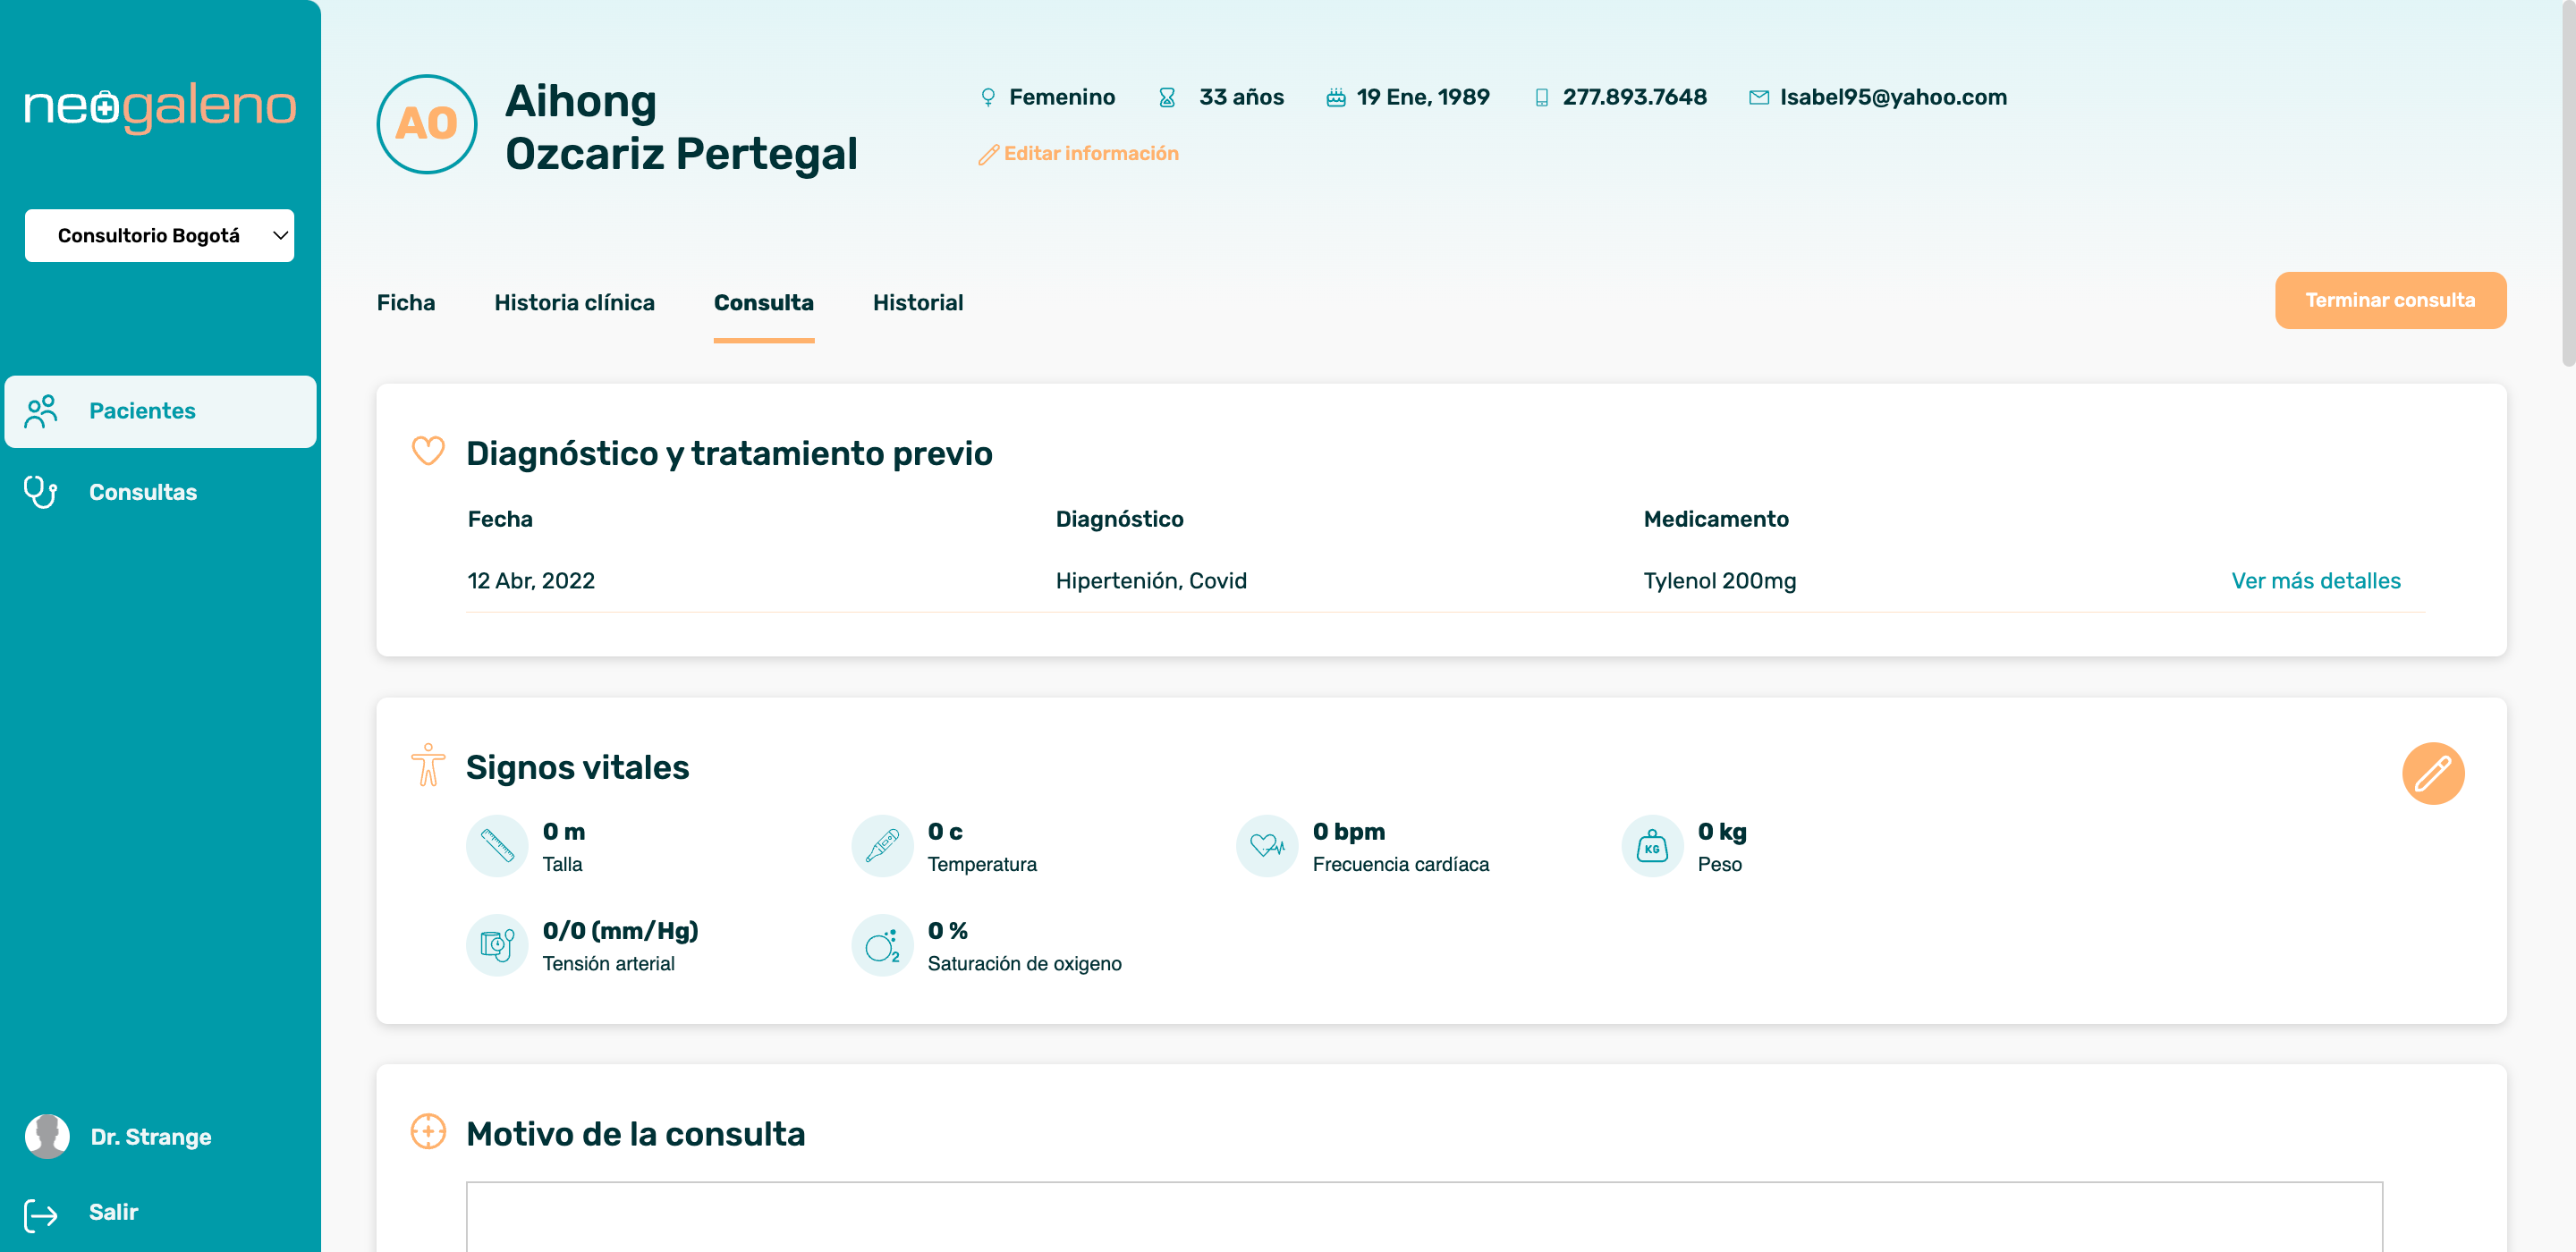 neogaleno
Consultorio Bogotá
Pacientes
Consultas
Dr. Strange
Salir
AO
Aihong
Ozcariz Pertegal
Femenino
33 años
19 Ene, 1989
277.893.7648
Isabel95@yahoo.com
Editar información
Ficha
Historia clínica
Consulta
Historial
Terminar consulta
Diagnóstico y tratamiento previo
Fecha
Diagnóstico
Medicamento
12 Abr, 2022
Hipertenión, Covid
Tylenol 200mg
Ver más detalles
Signos vitales
0 m
Talla
0 c
Temperatura
0 bpm
Frecuencia cardíaca
KG
0 kg
Peso
0/0 (mm/Hg)
Tensión arterial
2
0 %
Saturación de oxigeno
Motivo de la consulta